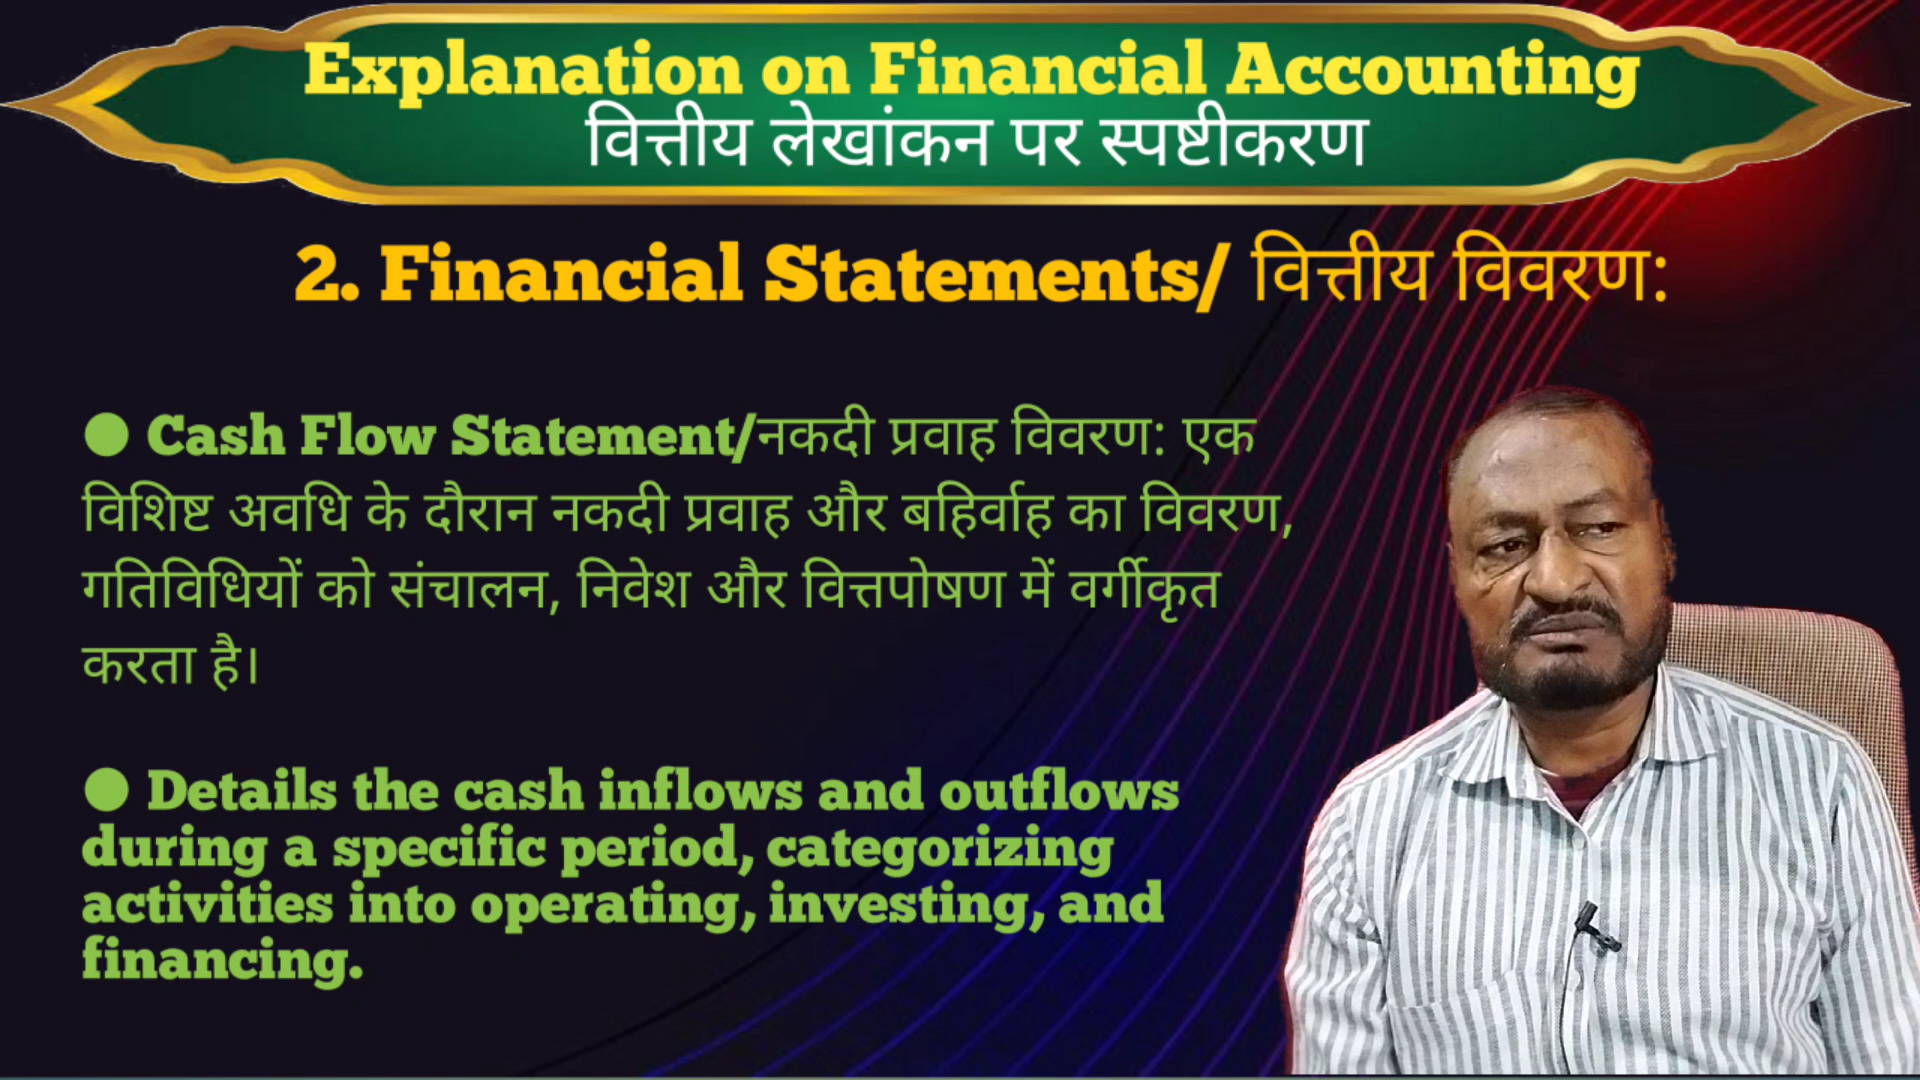 Explanation on Financial Accounting
वित्तीय लेखांकन पर स्पष्टीकरण
2. Financial Statements/ वित्तीय विवरण:
● Cash Flow Statement/नकदी प्रवाह विवरण: एक
विशिष्ट अवधि के दौरान नकदी प्रवाह और बहिर्वाह का विवरण,
गतिविधियों को संचालन, निवेश और वित्तपोषण में वर्गीकृत
करता है।
● Details the cash inflows and outflows
during a specific period, categorizing
activities into operating, investing, and
financing.